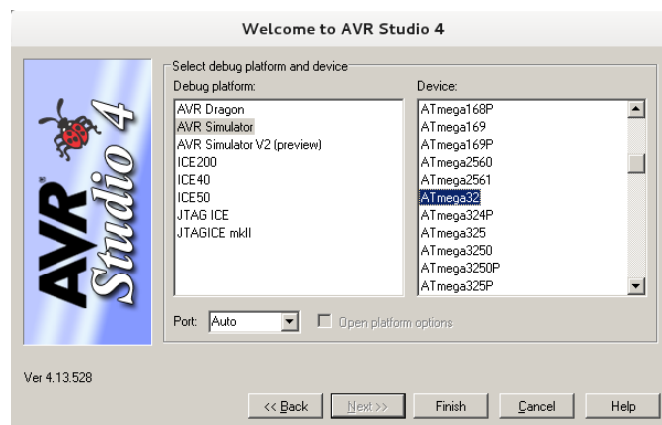 Welcome to AVR Studio 4
AVR® Studio 4
Select debug platform and device
Debug platform:
AVR Dragon
AVR Simulator
AVR Simulator V2 (preview)
ICE200
ICE40
ICE50
JTAG ICE
JTAGICE mkII
Device:
ATmega168P
ATmega169
ATmega169P
ATmega2560
ATmega2561
ATmega32
ATmega324P
ATmega325
ATmega3250
ATmega3250P
ATmega325P
Port: Auto
Open platform options
Ver 4.13.528
<< Back
Next >>
Finish
Cancel
Help